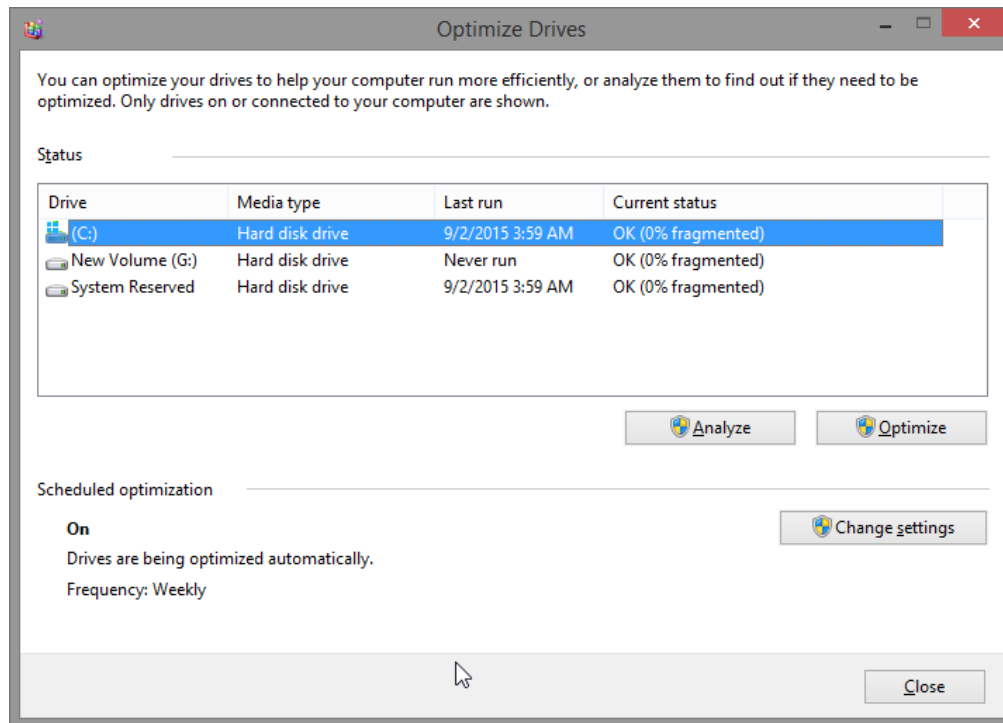 Optimize Drives
You can optimize your drives to help your computer run more efficiently, or analyze them to find out if they need to be
optimized. Only drives on or connected to your computer are shown.
Status
Drive Media type Last run Current status
(C:) Hard disk drive 9/2/2015 3:59 AM OK (0% fragmented)
New Volume (G:) Hard disk drive Never run OK (0% fragmented)
System Reserved Hard disk drive 9/2/2015 3:59 AM OK (0% fragmented)
Analyze Optimize
Scheduled optimization
On Change settings
Drives are being optimized automatically.
Frequency: Weekly
Close